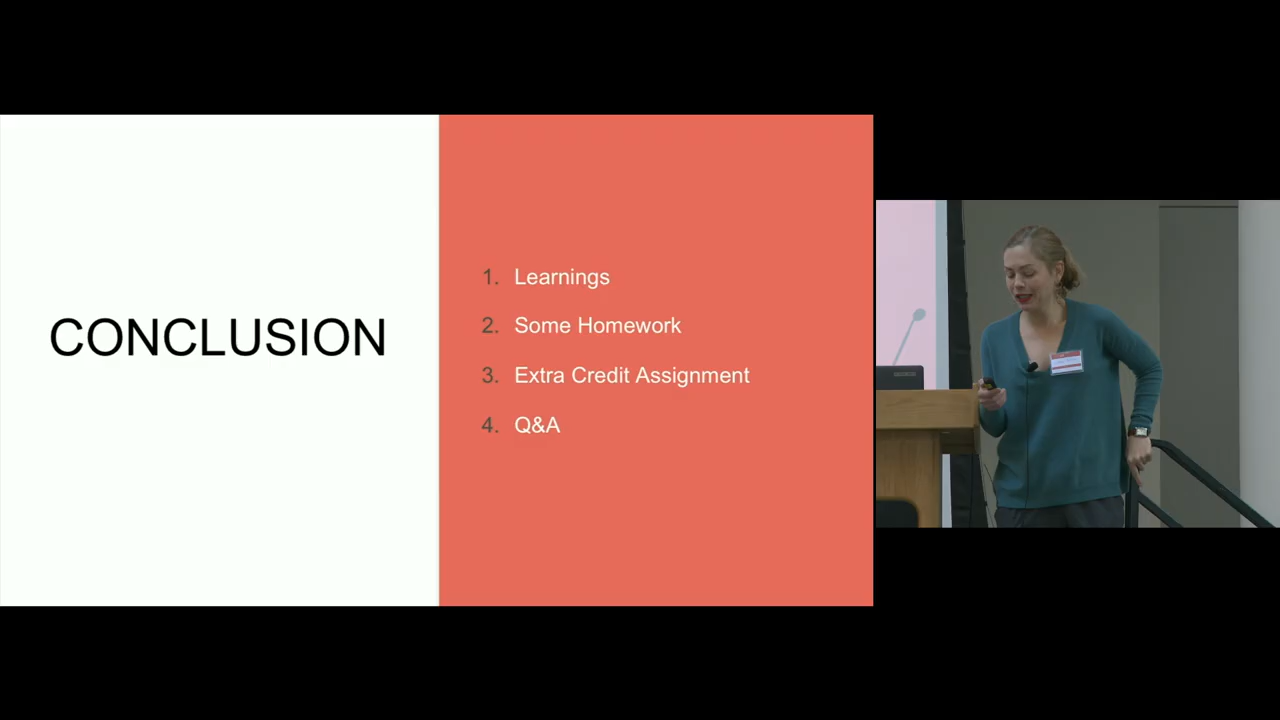 CONCLUSION
1. Learnings
2. Some Homework
3. Extra Credit Assignment
4. Q&A